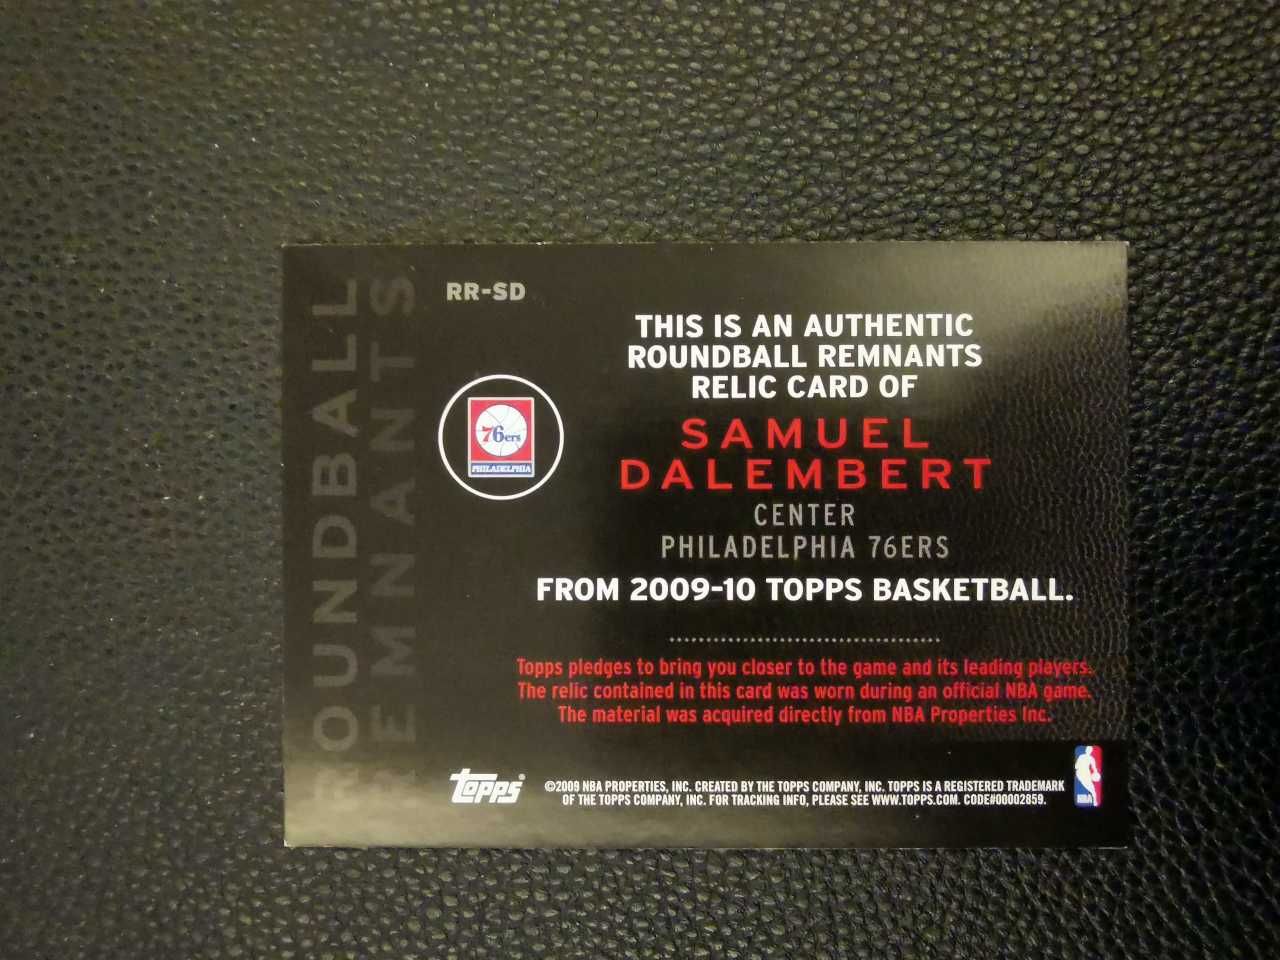 ROUNDBALL
REMNANTS
RR-SD
76ers
PHILADELPHIA
THIS IS AN AUTHENTIC
ROUNDBALL REMNANTS
RELIC CARD OF
SAMUEL
DALEMBERT
CENTER
PHILADELPHIA 76ERS
FROM 2009-10 TOPPS BASKETBALL.
Topps pledges to bring you closer to the game and its leading players.
The relic contained in this card was worn during an official NBA game.
The material was acquired directly from NBA Properties Inc.
topps®
©2009 NBA PROPERTIES, INC. CREATED BY THE TOPPS COMPANY, INC. TOPPS IS A REGISTERED TRADEMARK
OF THE TOPPS COMPANY, INC. FOR TRACKING INFO, PLEASE SEE WWW.TOPPS.COM. CODE#00002859.
NBA